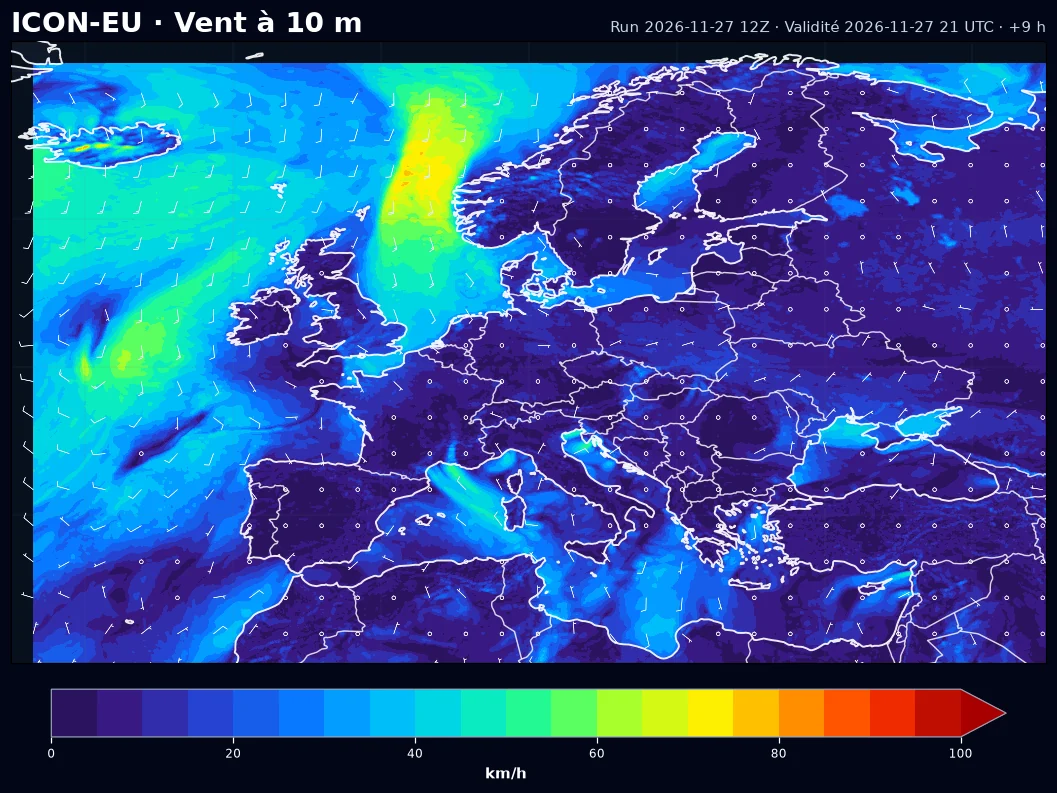 ICON-EU · Vent à 10 m
Run 2026-11-27 12Z · Validité 2026-11-27 21 UTC · +9 h
0 20 40 60 80 100
km/h